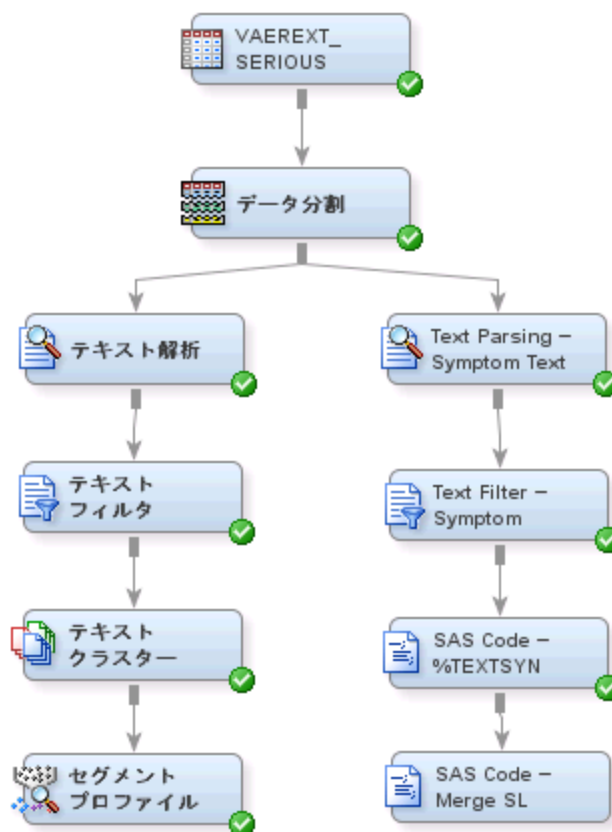 VAEREXT_
SERIOUS
データ分割
テキスト解析
Text Parsing –
Symptom Text
テキスト
フィルタ
Text Filter –
Symptom
テキスト
クラスター
SAS Code –
%TEXTSYN
セグメント
プロファイル
SAS Code –
Merge SL